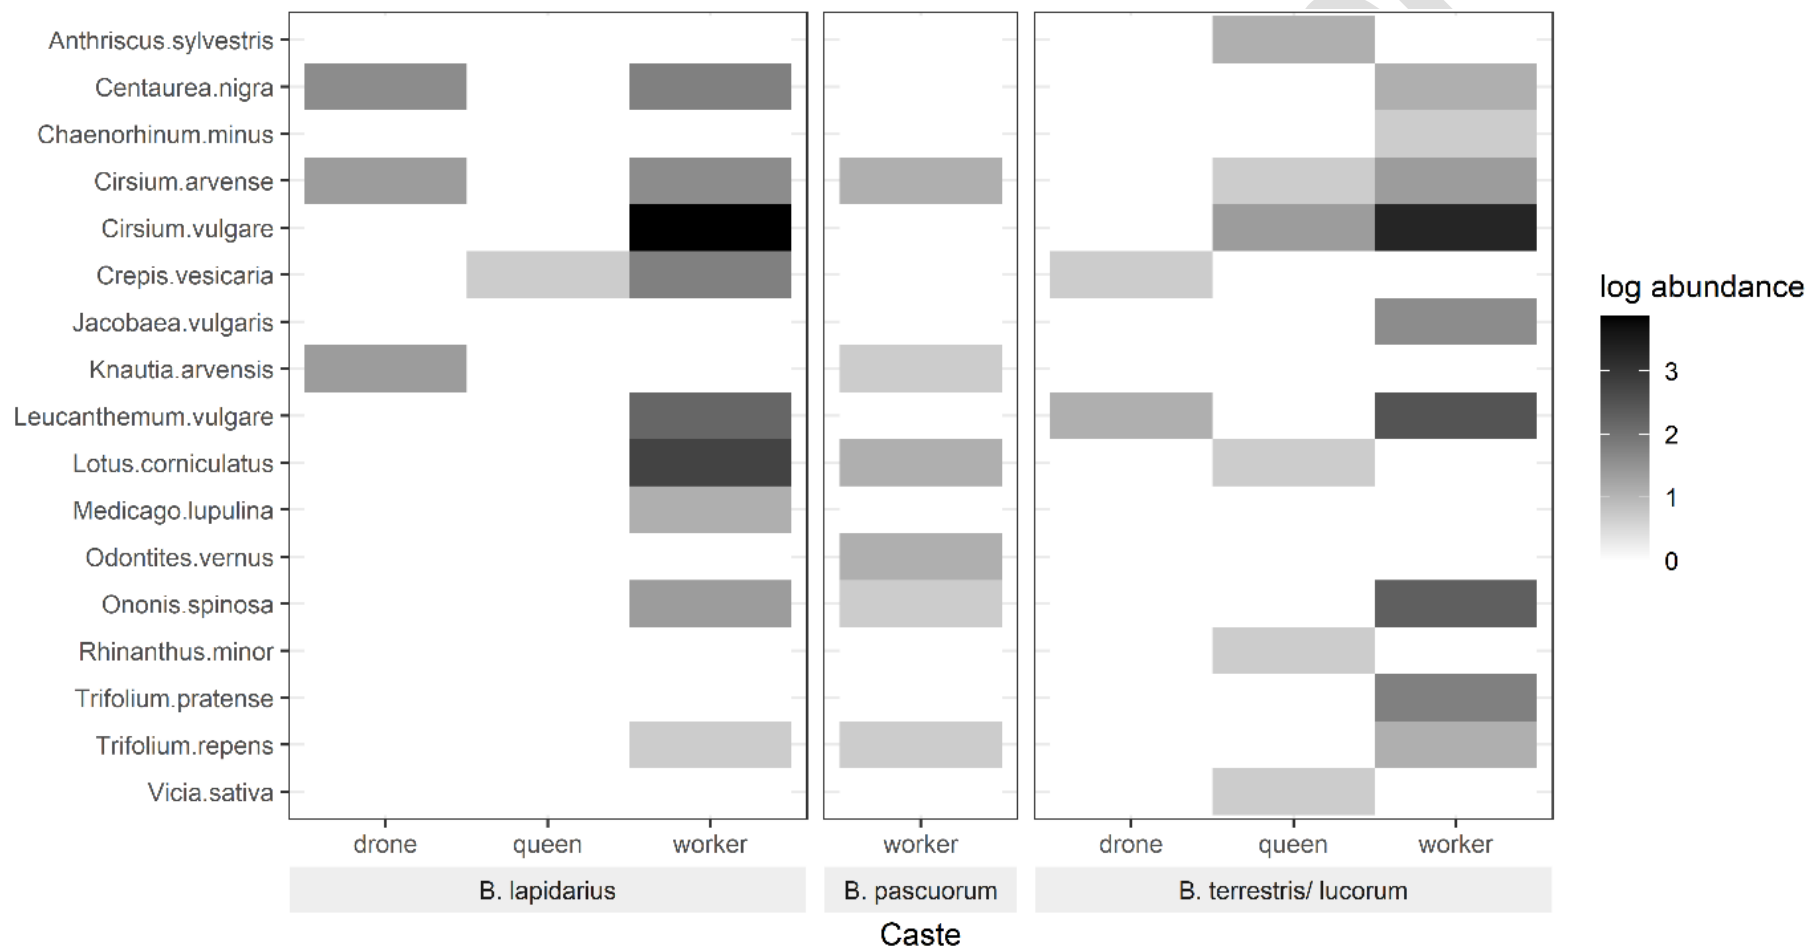 Anthriscus.sylvestris
Centaurea.nigra
Chaenorhinum.minus
Cirsium.arvense
Cirsium.vulgare
Crepis.vesicaria
Jacobaea.vulgaris
Knautia.arvensis
Leucanthemum.vulgare
Lotus.corniculatus
Medicago.lupulina
Odontites.vernus
Ononis.spinosa
Rhinanthus.minor
Trifolium.pratense
Trifolium.repens
Vicia.sativa
drone queen worker worker drone queen worker
B. lapidarius B. pascuorum B. terrestris/ lucorum
Caste
log abundance
3
2
1
0